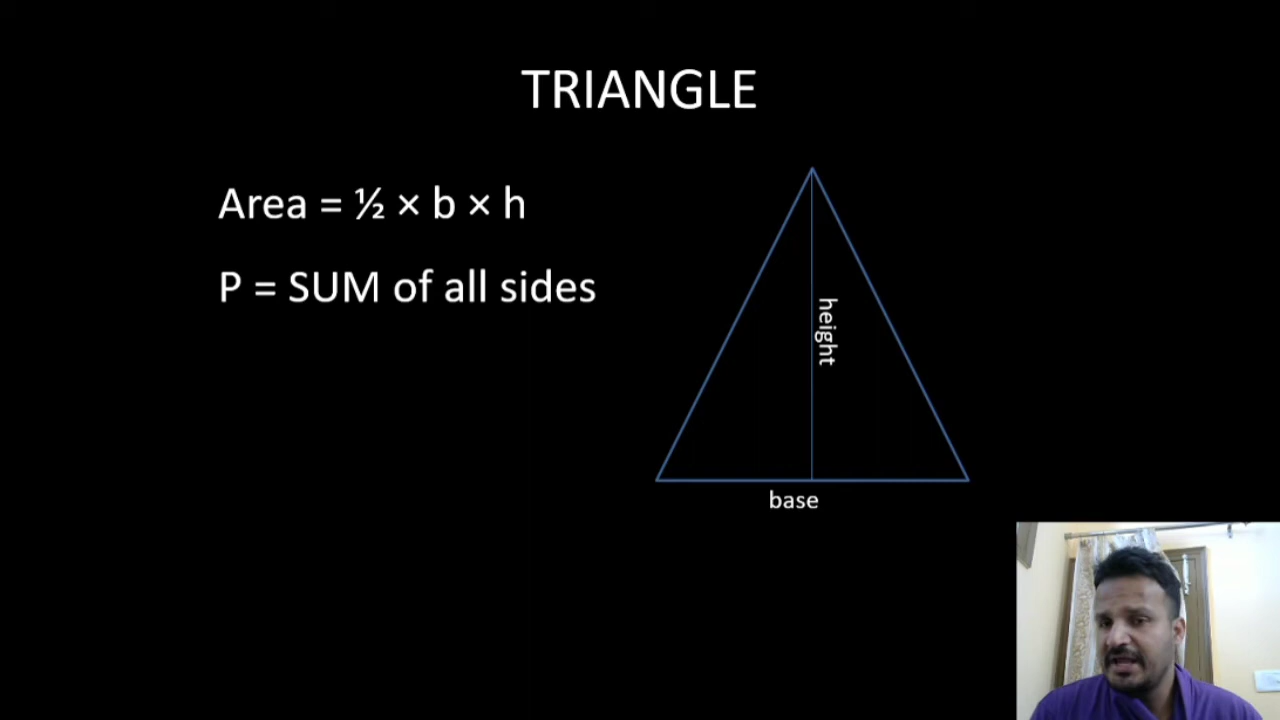 TRIANGLE
Area = ½ × b × h
P = SUM of all sides
height
base